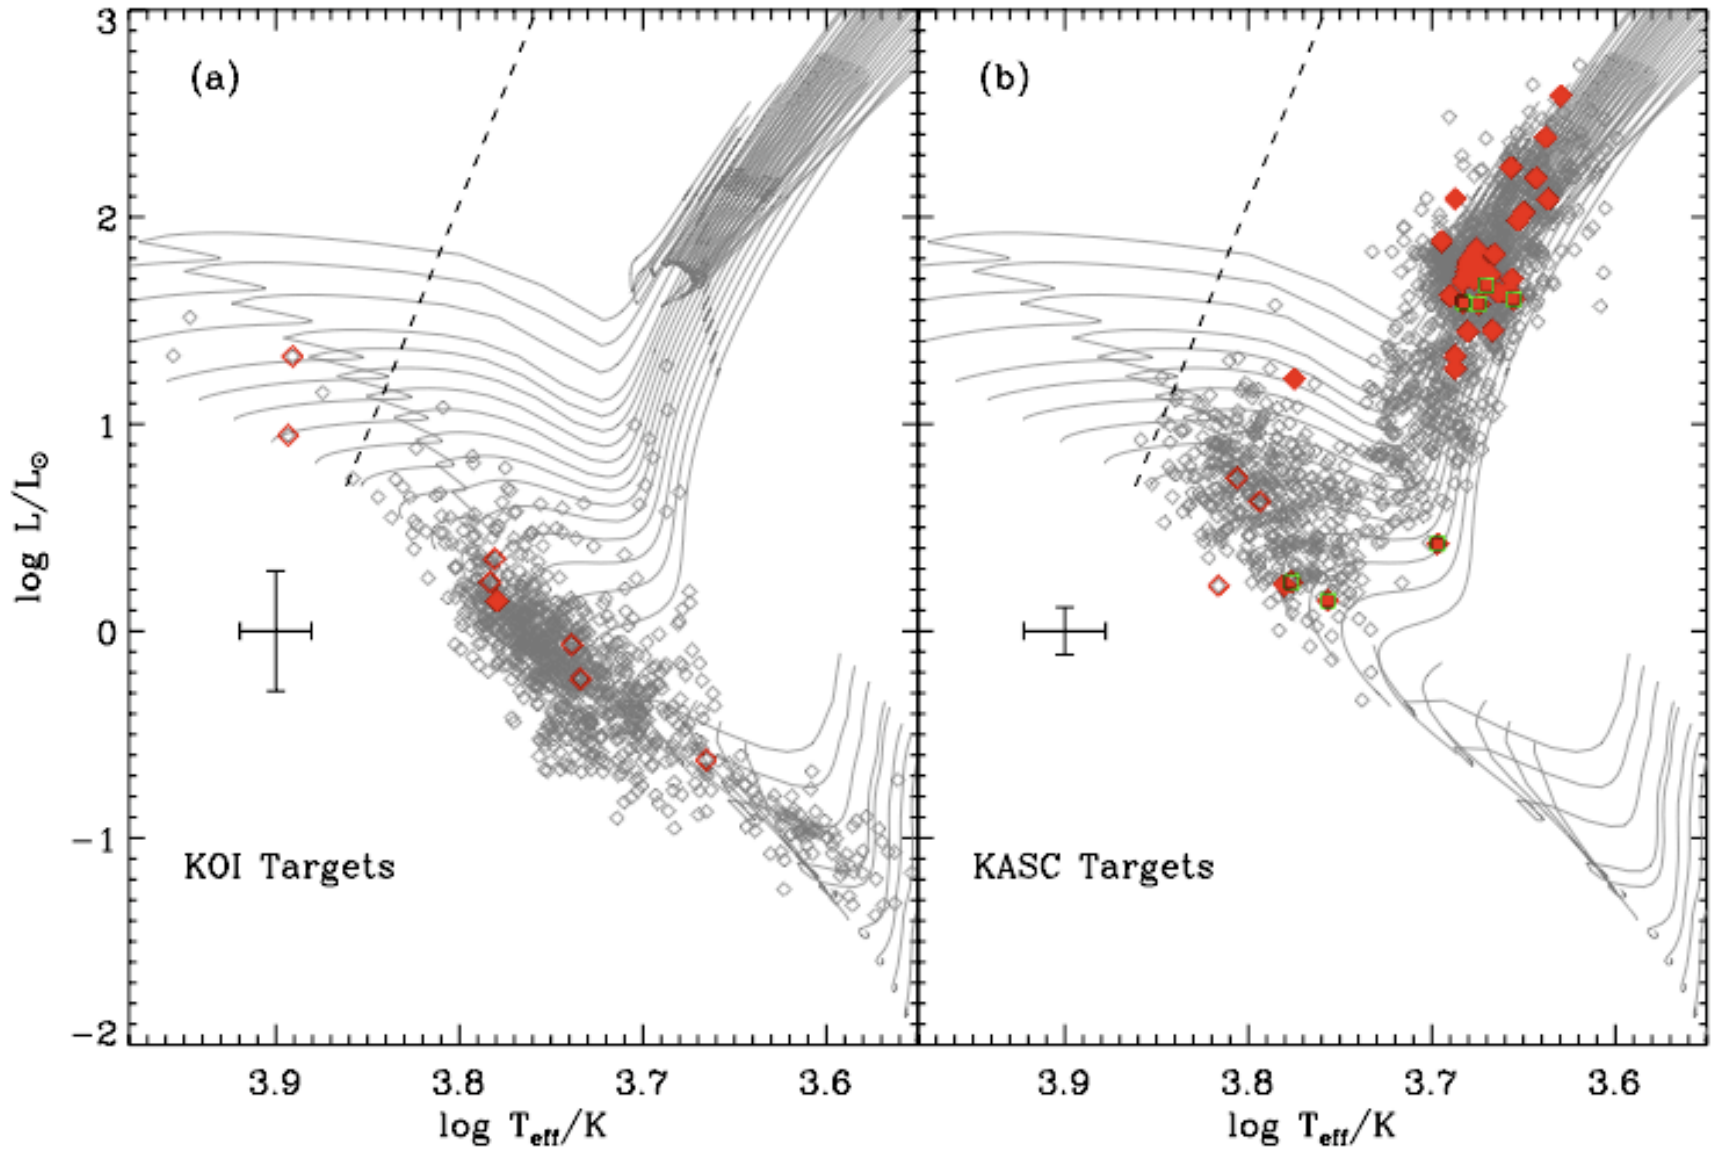 3
2
1
0
-1
-2
log L/L☉
(a)
KOI Targets
3.9 3.8 3.7 3.6
log Teff/K
(b)
KASC Targets
3.9 3.8 3.7 3.6
log Teff/K